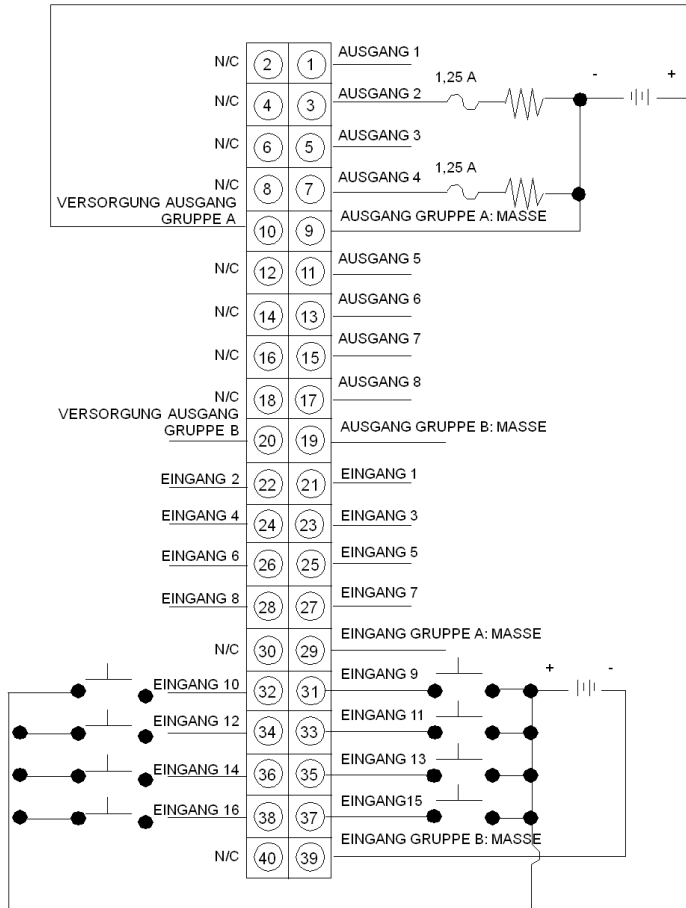 N/C 2 1 AUSGANG 1
1,25 A - +
N/C 4 3 AUSGANG 2
N/C 6 5 AUSGANG 3
1,25 A
N/C 8 7 AUSGANG 4
VERSORGUNG AUSGANG
GRUPPE A 10 9 AUSGANG GRUPPE A: MASSE
N/C 12 11 AUSGANG 5
N/C 14 13 AUSGANG 6
N/C 16 15 AUSGANG 7
N/C 18 17 AUSGANG 8
VERSORGUNG AUSGANG
GRUPPE B 20 19 AUSGANG GRUPPE B: MASSE
EINGANG 2 22 21 EINGANG 1
EINGANG 4 24 23 EINGANG 3
EINGANG 6 26 25 EINGANG 5
EINGANG 8 28 27 EINGANG 7
N/C 30 29 EINGANG GRUPPE A: MASSE
+ -
EINGANG 10 32 31 EINGANG 9
EINGANG 12 34 33 EINGANG 11
EINGANG 14 36 35 EINGANG 13
EINGANG 16 38 37 EINGANG15
N/C 40 39 EINGANG GRUPPE B: MASSE